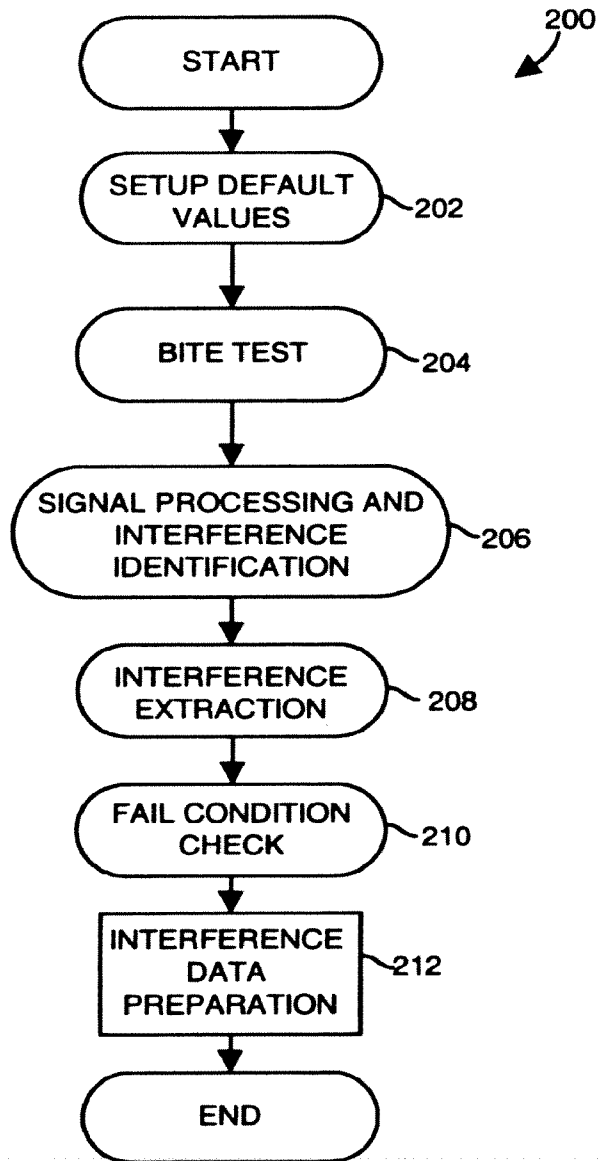 200
START
SETUP DEFAULT
VALUES
202
BITE TEST
204
SIGNAL PROCESSING AND
INTERFERENCE
IDENTIFICATION
206
INTERFERENCE
EXTRACTION
208
FAIL CONDITION
CHECK
210
INTERFERENCE
DATA
PREPARATION
212
END